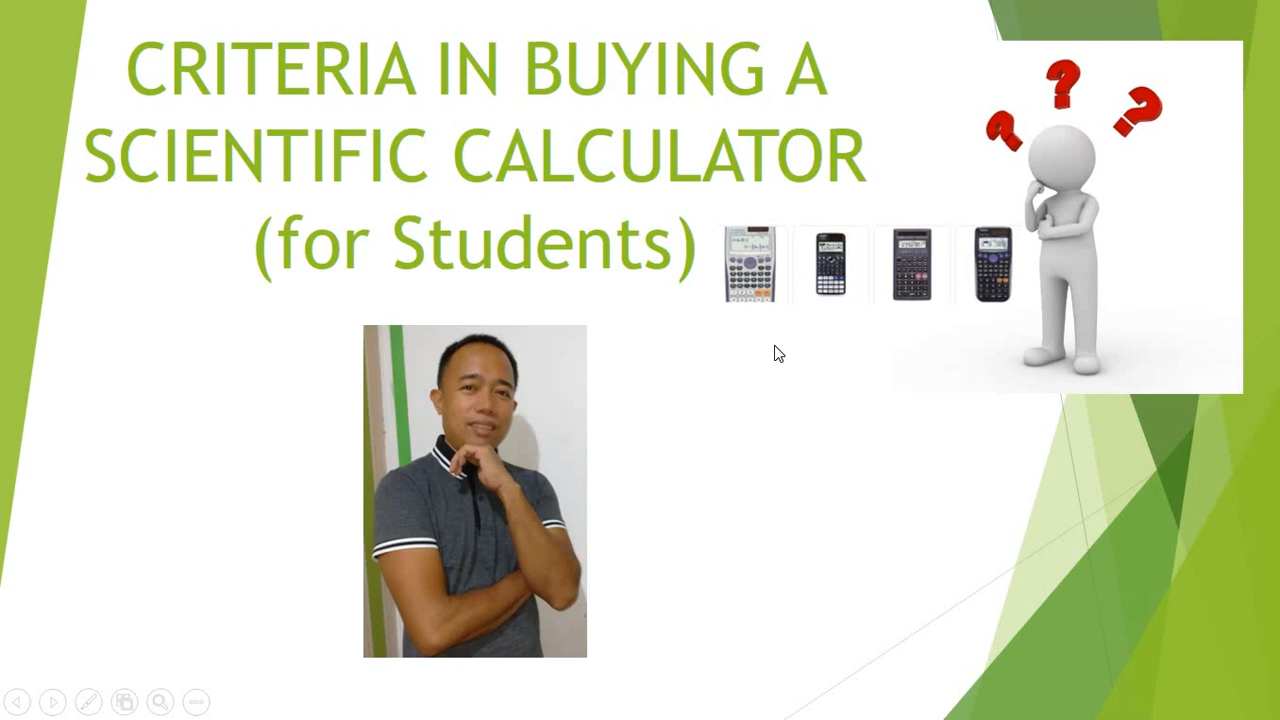 CRITERIA IN BUYING A
SCIENTIFIC CALCULATOR
(for Students)